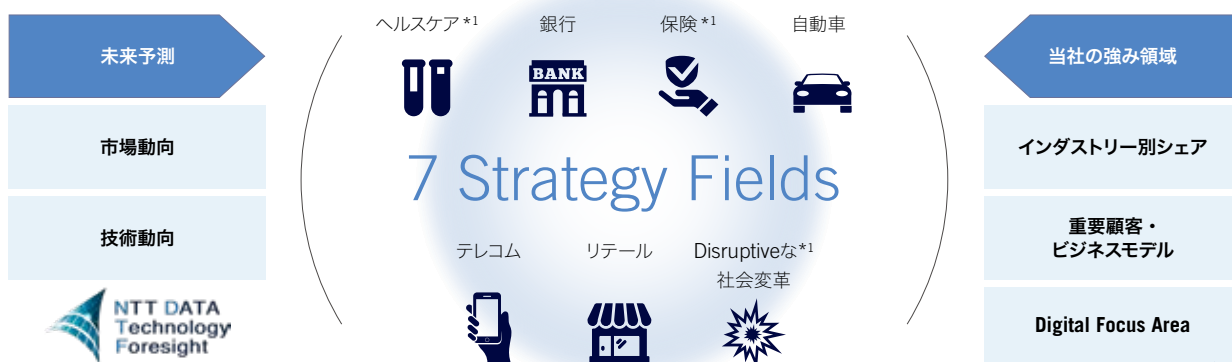 未来予測
市場動向
技術動向
NTT DATA
Technology
Foresight
ヘルスケア*1
銀行
保険*1
自動車
BANK
7 Strategy Fields
テレコム
リテール
Disruptiveな*1
社会変革
当社の強み領域
インダストリー別シェア
重要顧客・
ビジネスモデル
Digital Focus Area